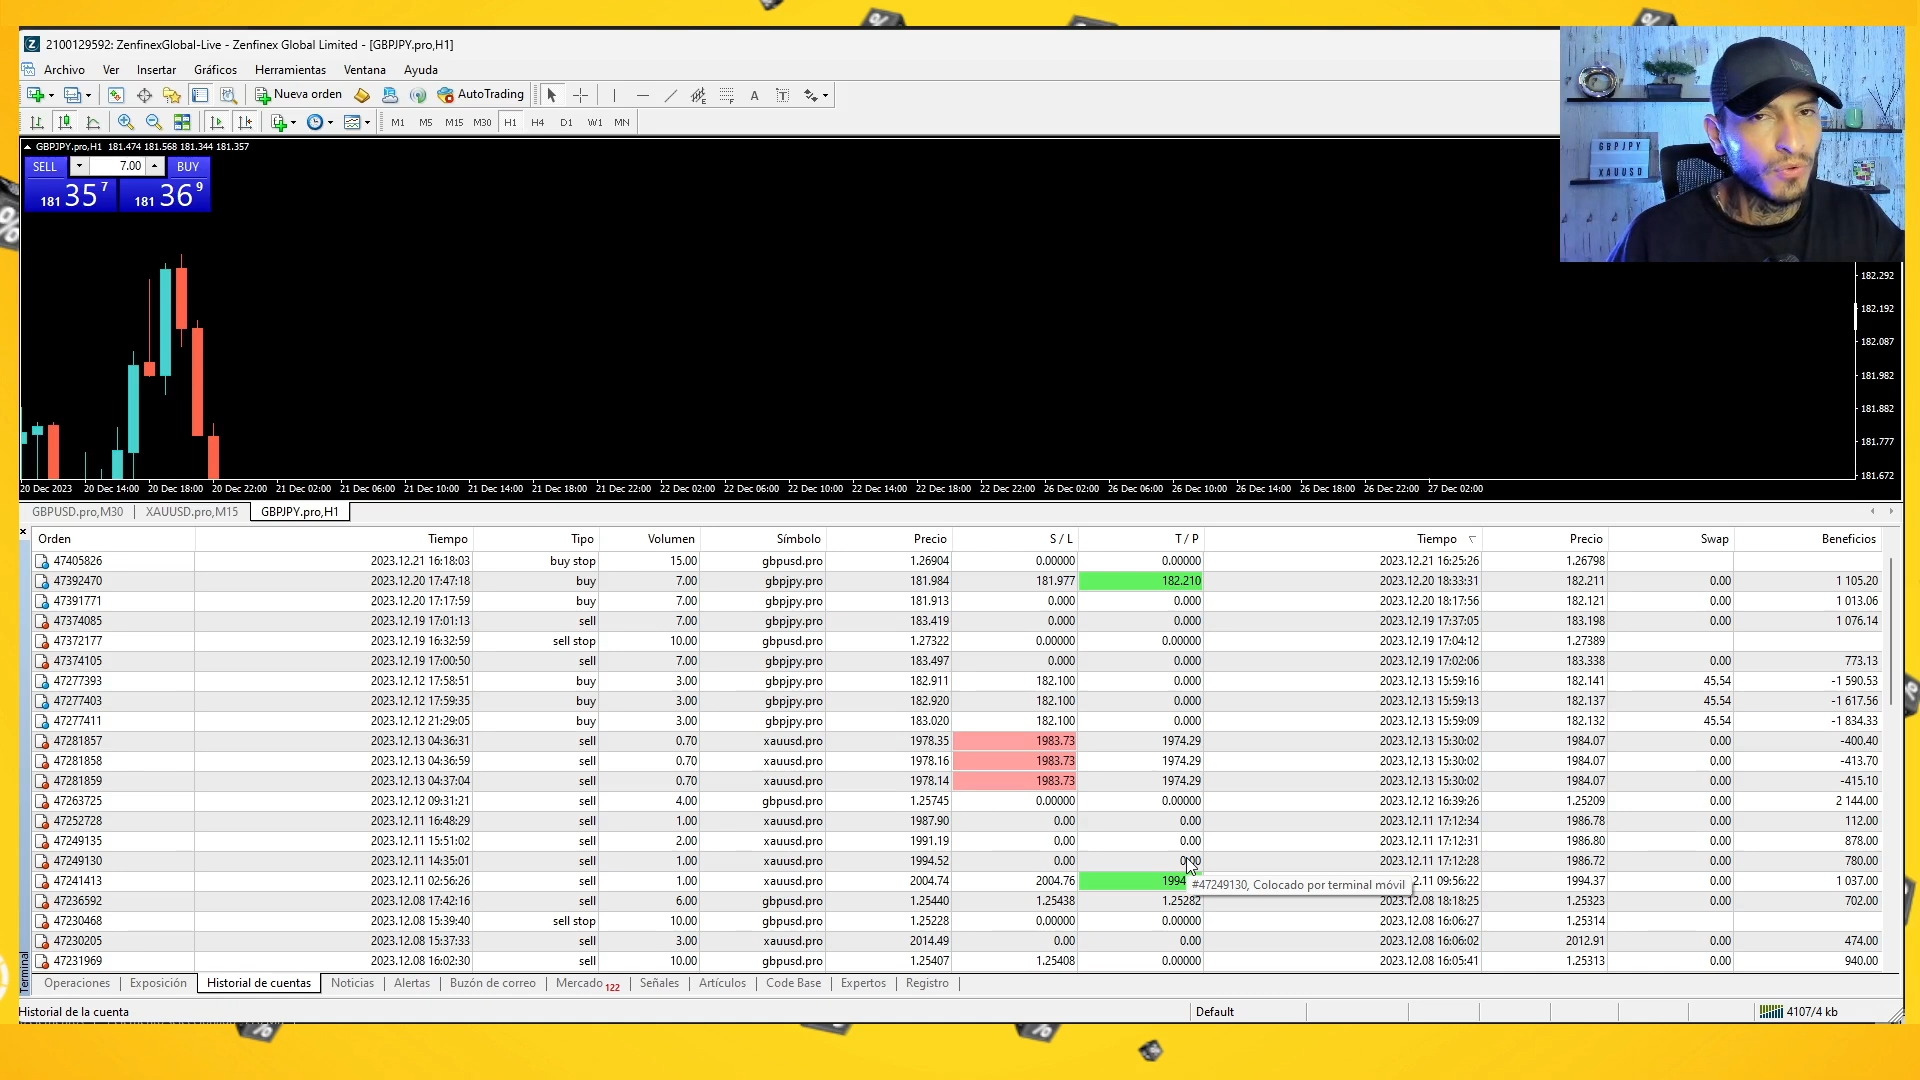 2100129592: ZenfinexGlobal-Live - Zenfinex Global Limited - [GBPJPY.pro,H1]
Archivo Ver Insertar Gráficos Herramientas Ventana Ayuda
Nueva orden AutoTrading A T
M1 M5 M15 M30 H1 H4 D1 W1 MN
GBPJPY.pro,H1 181.474 181.568 181.344 181.357
SELL 7.00 BUY
181 35 7 181 36 9
GBPJPY
XAUUSD
182.292
182.192
182.087
181.982
181.882
181.777
181.672
20 Dec 2023 20 Dec 14:00 20 Dec 18:00 20 Dec 22:00 21 Dec 02:00 21 Dec 06:00 21 Dec 10:00 21 Dec 14:00 21 Dec 18:00 21 Dec 22:00 22 Dec 02:00 22 Dec 06:00 22 Dec 10:00 22 Dec 14:00 22 Dec 18:00 22 Dec 22:00 26 Dec 02:00 26 Dec 06:00 26 Dec 10:00 26 Dec 14:00 26 Dec 18:00 26 Dec 22:00 27 Dec 02:00
GBPUSD.pro,M30 XAUUSD.pro,M15 GBPJPY.pro,H1
Orden Tiempo Tipo Volumen Símbolo Precio S / L T / P Tiempo Precio Swap Beneficios
47405826 2023.12.21 16:18:03 buy stop 15.00 gbpusd.pro 1.26904 0.00000 0.00000 2023.12.21 16:25:26 1.26798
47392470 2023.12.20 17:47:18 buy 7.00 gbpjpy.pro 181.984 181.977 182.210 2023.12.20 18:33:31 182.211 0.00 1 105.20
47391771 2023.12.20 17:17:59 buy 7.00 gbpjpy.pro 181.913 0.000 0.000 2023.12.20 18:17:56 182.121 0.00 1 013.06
47374085 2023.12.19 17:01:13 sell 7.00 gbpjpy.pro 183.419 0.000 0.000 2023.12.19 17:37:05 183.198 0.00 1 076.14
47372177 2023.12.19 16:32:59 sell stop 10.00 gbpusd.pro 1.27322 0.00000 0.00000 2023.12.19 17:04:12 1.27389
47374105 2023.12.19 17:00:50 sell 7.00 gbpjpy.pro 183.497 0.000 0.000 2023.12.19 17:02:06 183.338 0.00 773.13
47277393 2023.12.12 17:58:51 buy 3.00 gbpjpy.pro 182.911 182.100 0.000 2023.12.13 15:59:16 182.141 45.54 -1 590.53
47277403 2023.12.12 17:59:35 buy 3.00 gbpjpy.pro 182.920 182.100 0.000 2023.12.13 15:59:13 182.137 45.54 -1 617.56
47277411 2023.12.12 21:29:05 buy 3.00 gbpjpy.pro 183.020 182.100 0.000 2023.12.13 15:59:09 182.132 45.54 -1 834.33
47281857 2023.12.13 04:36:31 sell 0.70 xauusd.pro 1978.35 1983.73 1974.29 2023.12.13 15:30:02 1984.07 0.00 -400.40
47281858 2023.12.13 04:36:59 sell 0.70 xauusd.pro 1978.16 1983.73 1974.29 2023.12.13 15:30:02 1984.07 0.00 -413.70
47281859 2023.12.13 04:37:04 sell 0.70 xauusd.pro 1978.14 1983.73 1974.29 2023.12.13 15:30:02 1984.07 0.00 -415.10
47263725 2023.12.12 09:31:21 sell 4.00 gbpusd.pro 1.25745 0.00000 0.00000 2023.12.12 16:39:26 1.25209 0.00 2 144.00
47252728 2023.12.11 16:48:29 sell 1.00 xauusd.pro 1987.90 0.00 0.00 2023.12.11 17:12:34 1986.78 0.00 112.00
47249135 2023.12.11 15:51:02 sell 2.00 xauusd.pro 1991.19 0.00 0.00 2023.12.11 17:12:31 1986.80 0.00 878.00
47249130 2023.12.11 14:35:01 sell 1.00 xauusd.pro 1994.52 0.00 0.00 2023.12.11 17:12:28 1986.72 0.00 780.00
47241413 2023.12.11 02:56:26 sell 1.00 xauusd.pro 2004.74 2004.76 1994 .11 09:56:22 1994.37 0.00 1 037.00
#47249130, Colocado por terminal móvil
47236592 2023.12.08 17:42:16 sell 6.00 gbpusd.pro 1.25440 1.25438 1.25282 2023.12.08 18:18:25 1.25323 0.00 702.00
47230468 2023.12.08 15:39:40 sell stop 10.00 gbpusd.pro 1.25228 0.00000 0.00000 2023.12.08 16:06:27 1.25314
47230205 2023.12.08 15:37:33 sell 3.00 xauusd.pro 2014.49 0.00 0.00 2023.12.08 16:06:02 2012.91 0.00 474.00
47231969 2023.12.08 16:02:30 sell 10.00 gbpusd.pro 1.25407 1.25408 0.00000 2023.12.08 16:05:41 1.25313 0.00 940.00
Terminal
Operaciones Exposición Historial de cuentas Noticias Alertas Buzón de correo Mercado 122 Señales Artículos Code Base Expertos Registro
Historial de la cuenta Default 4107/4 kb